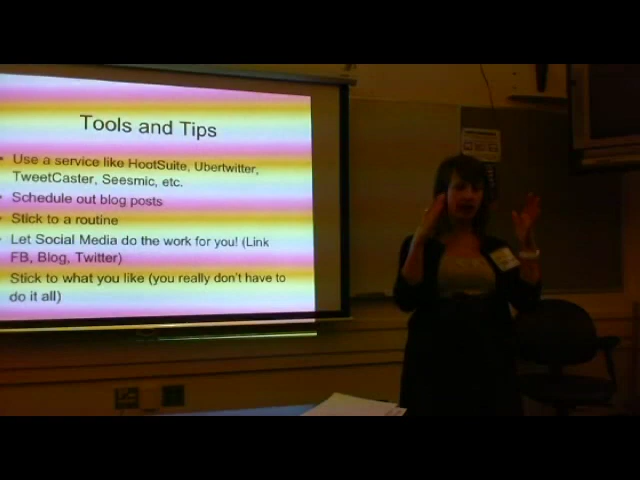 Tools and Tips
• Use a service like HootSuite, Ubertwitter,
TweetCaster, Seesmic, etc.
• Schedule out blog posts
• Stick to a routine
• Let Social Media do the work for you! (Link
FB, Blog, Twitter)
Stick to what you like (you really don't have to
do it all)